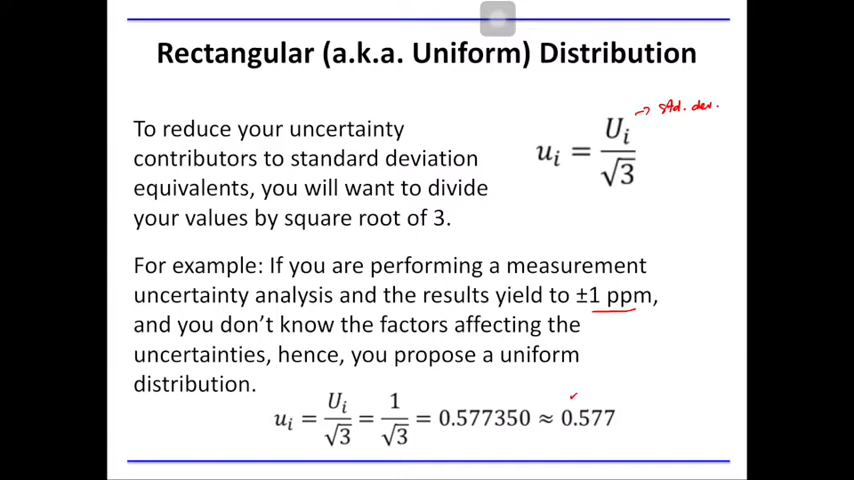 Rectangular (a.k.a. Uniform) Distribution
→ std. dev.
To reduce your uncertainty
contributors to standard deviation
equivalents, you will want to divide
your values by square root of 3.
uᵢ = Uᵢ/√3
For example: If you are performing a measurement
uncertainty analysis and the results yield to ±1 ppm,
and you don’t know the factors affecting the
uncertainties, hence, you propose a uniform
distribution.
uᵢ = Uᵢ/√3 = 1/√3 = 0.577350 ≈ 0.577